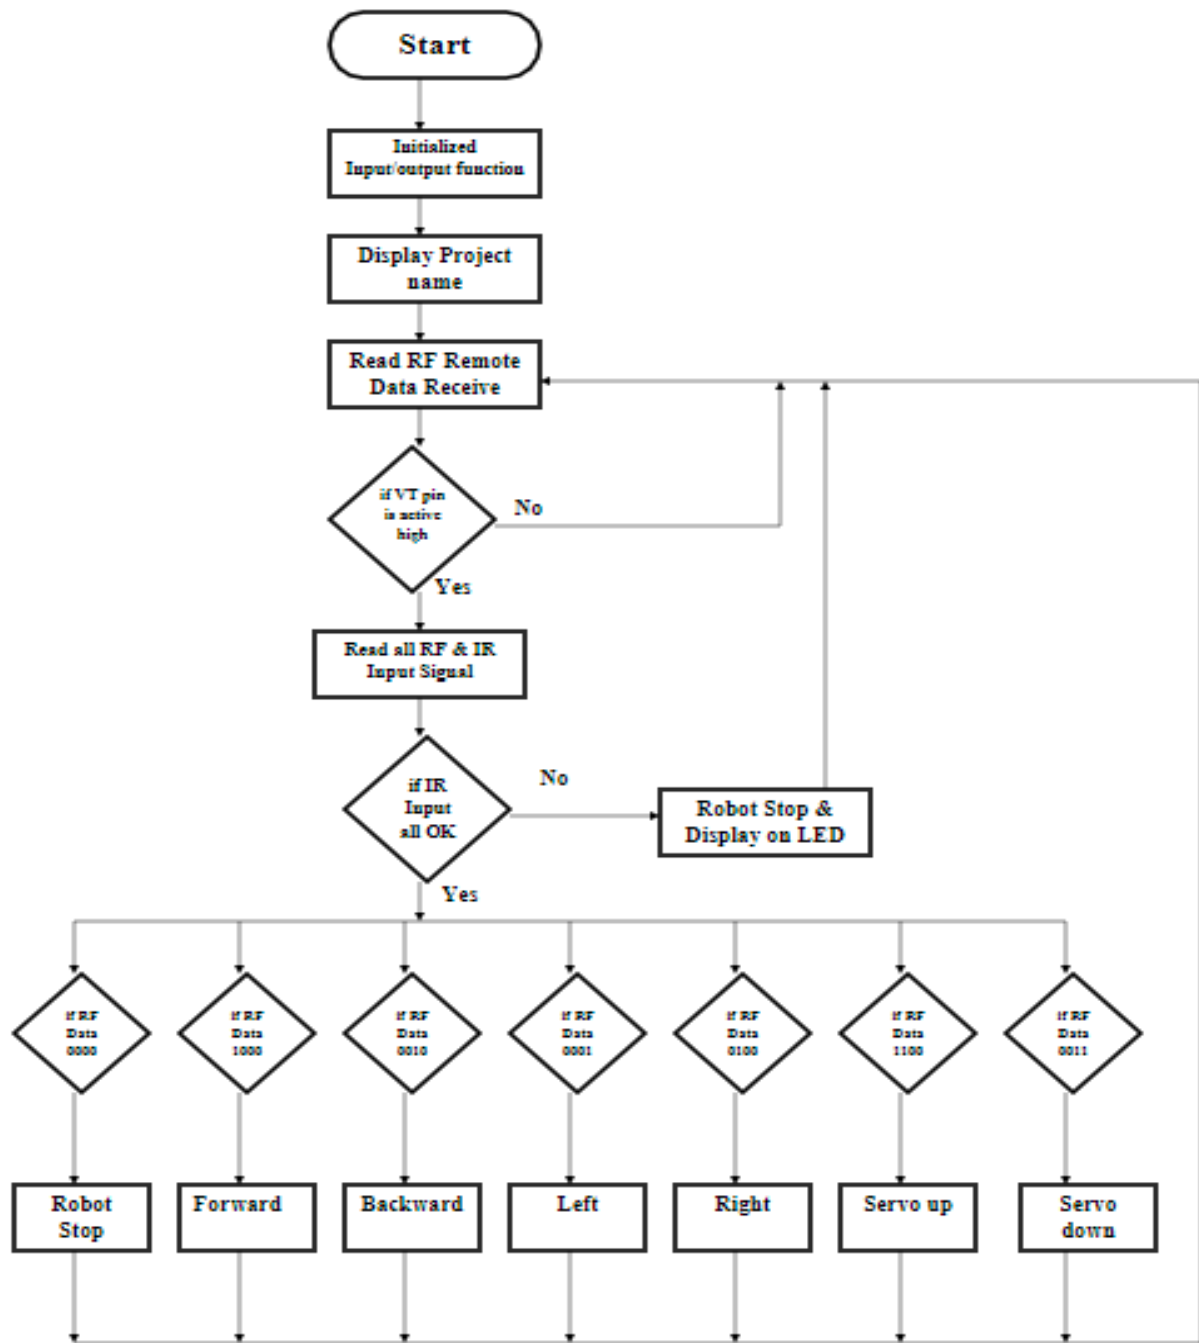 Start
Initialized
Input/output function
Display Project
name
Read RF Remote
Data Receive
if VT pin
is active
high
No
Yes
Read all RF & IR
Input Signal
if IR
Input
all OK
No
Robot Stop &
Display on LED
Yes
if RF
Data
0000
if RF
Data
1000
if RF
Data
0010
if RF
Data
0001
if RF
Data
0100
if RF
Data
1100
if RF
Data
0011
Robot
Stop
Forward
Backward
Left
Right
Servo up
Servo
down